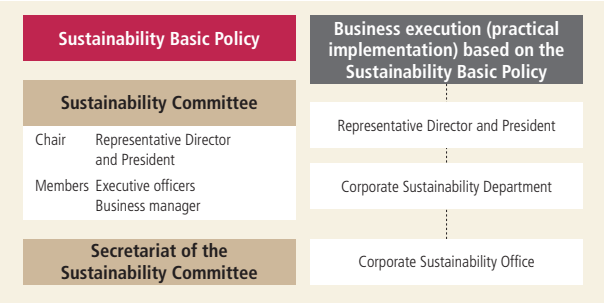 Sustainability Basic Policy
Sustainability Committee
Chair Representative Director
and President
Members Executive officers
Business manager
Secretariat of the
Sustainability Committee
Business execution (practical
implementation) based on the
Sustainability Basic Policy
Representative Director and President
Corporate Sustainability Department
Corporate Sustainability Office